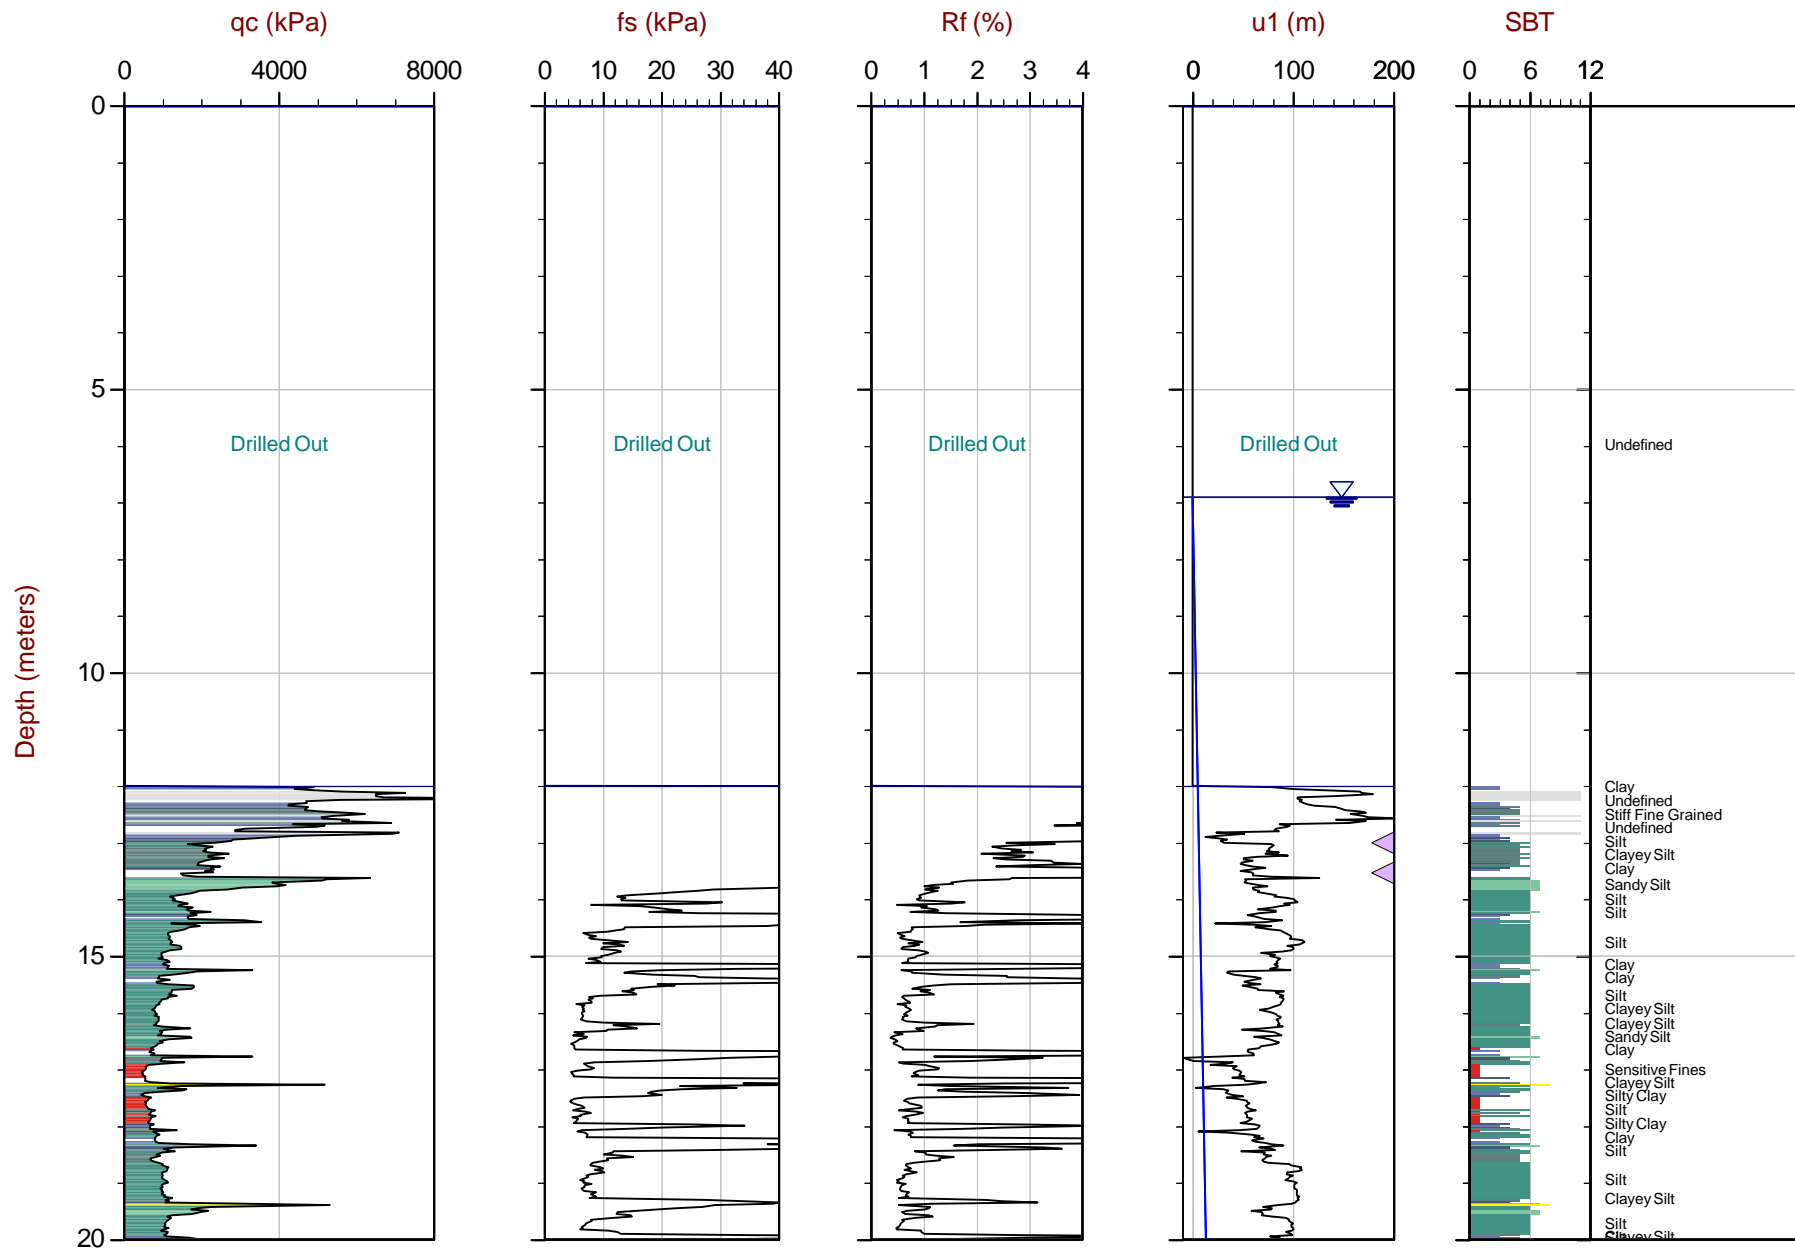 qc (kPa) fs (kPa) Rf (%) u1 (m) SBT
0 4000 8000 0 10 20 30 40 0 1 2 3 4 0 100 200 0 6 12
0
5
Drilled Out Drilled Out Drilled Out Drilled Out Undefined
Depth (meters)
10
Clay
Undefined
Stiff Fine Grained
Undefined
Silt
Clayey Silt
Clay
Sandy Silt
Silt
Silt
Silt
15
Clay
Clay
Silt
Clayey Silt
Clayey Silt
Sandy Silt
Clay
Sensitive Fines
Clayey Silt
Silty Clay
Silt
Silty Clay
Clay
Silt
Silt
Clayey Silt
Silt
20
Clayey Silt